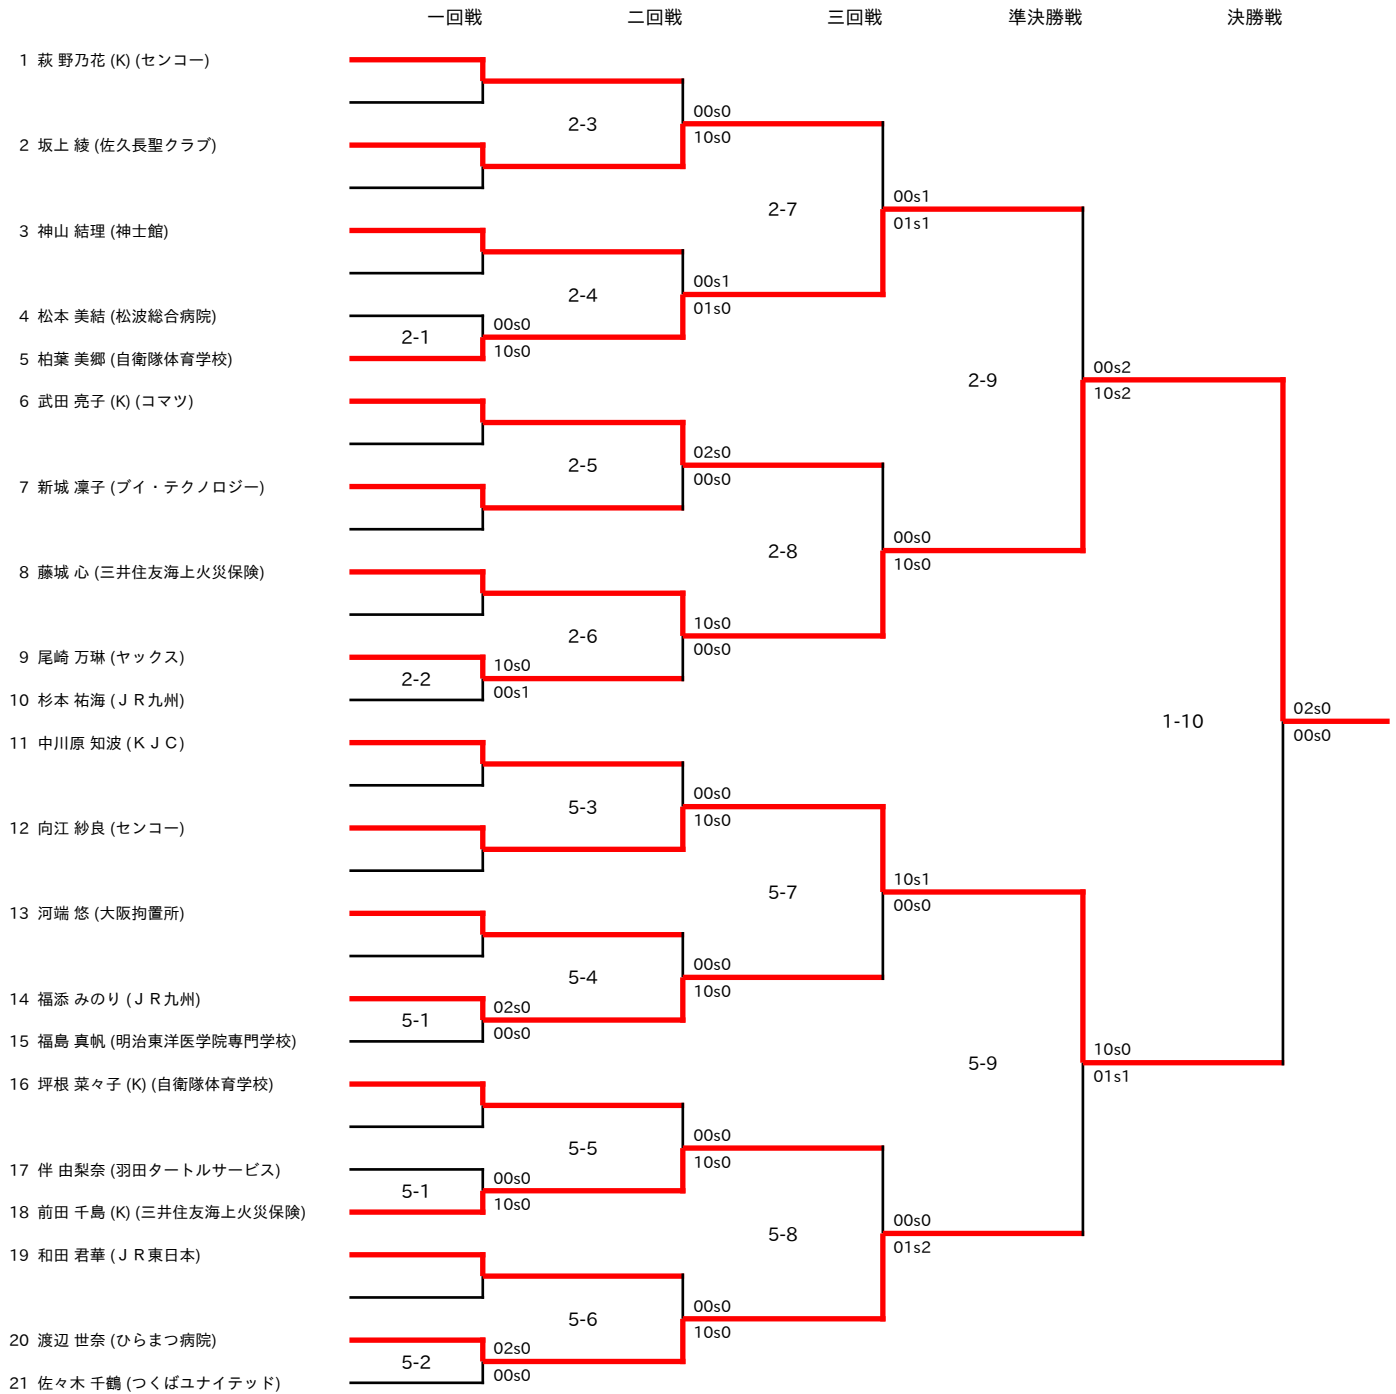 一回戦 二回戦 三回戦 準決勝戦 決勝戦
1 萩 野乃花 (K) (センコー)
00s0
2-3
10s0
2 坂上 綾 (佐久長聖クラブ)
00s1
2-7
01s1
3 神山 結理 (神士館)
00s1
2-4
01s0
4 松本 美結 (松波総合病院)
00s0
2-1
10s0
5 柏葉 美郷 (自衛隊体育学校)
00s2
2-9
10s2
6 武田 亮子 (K) (コマツ)
02s0
2-5
00s0
7 新城 凜子 (ブイ・テクノロジー)
00s0
2-8
10s0
8 藤城 心 (三井住友海上火災保険)
10s0
2-6
00s0
9 尾崎 万琳 (ヤックス)
10s0
2-2
00s1
10 杉本 祐海 (ＪＲ九州)
02s0
1-10
00s0
11 中川原 知波 (ＫＪＣ)
00s0
5-3
10s0
12 向江 紗良 (センコー)
10s1
5-7
00s0
13 河端 悠 (大阪拘置所)
00s0
5-4
10s0
14 福添 みのり (ＪＲ九州)
02s0
5-1
00s0
15 福島 真帆 (明治東洋医学院専門学校)
10s0
5-9
01s1
16 坪根 菜々子 (K) (自衛隊体育学校)
00s0
5-5
10s0
17 伴 由梨奈 (羽田タートルサービス)
00s0
5-1
10s0
18 前田 千島 (K) (三井住友海上火災保険)
00s0
5-8
01s2
19 和田 君華 (ＪＲ東日本)
00s0
5-6
10s0
20 渡辺 世奈 (ひらまつ病院)
02s0
5-2
00s0
21 佐々木 千鶴 (つくばユナイテッド)